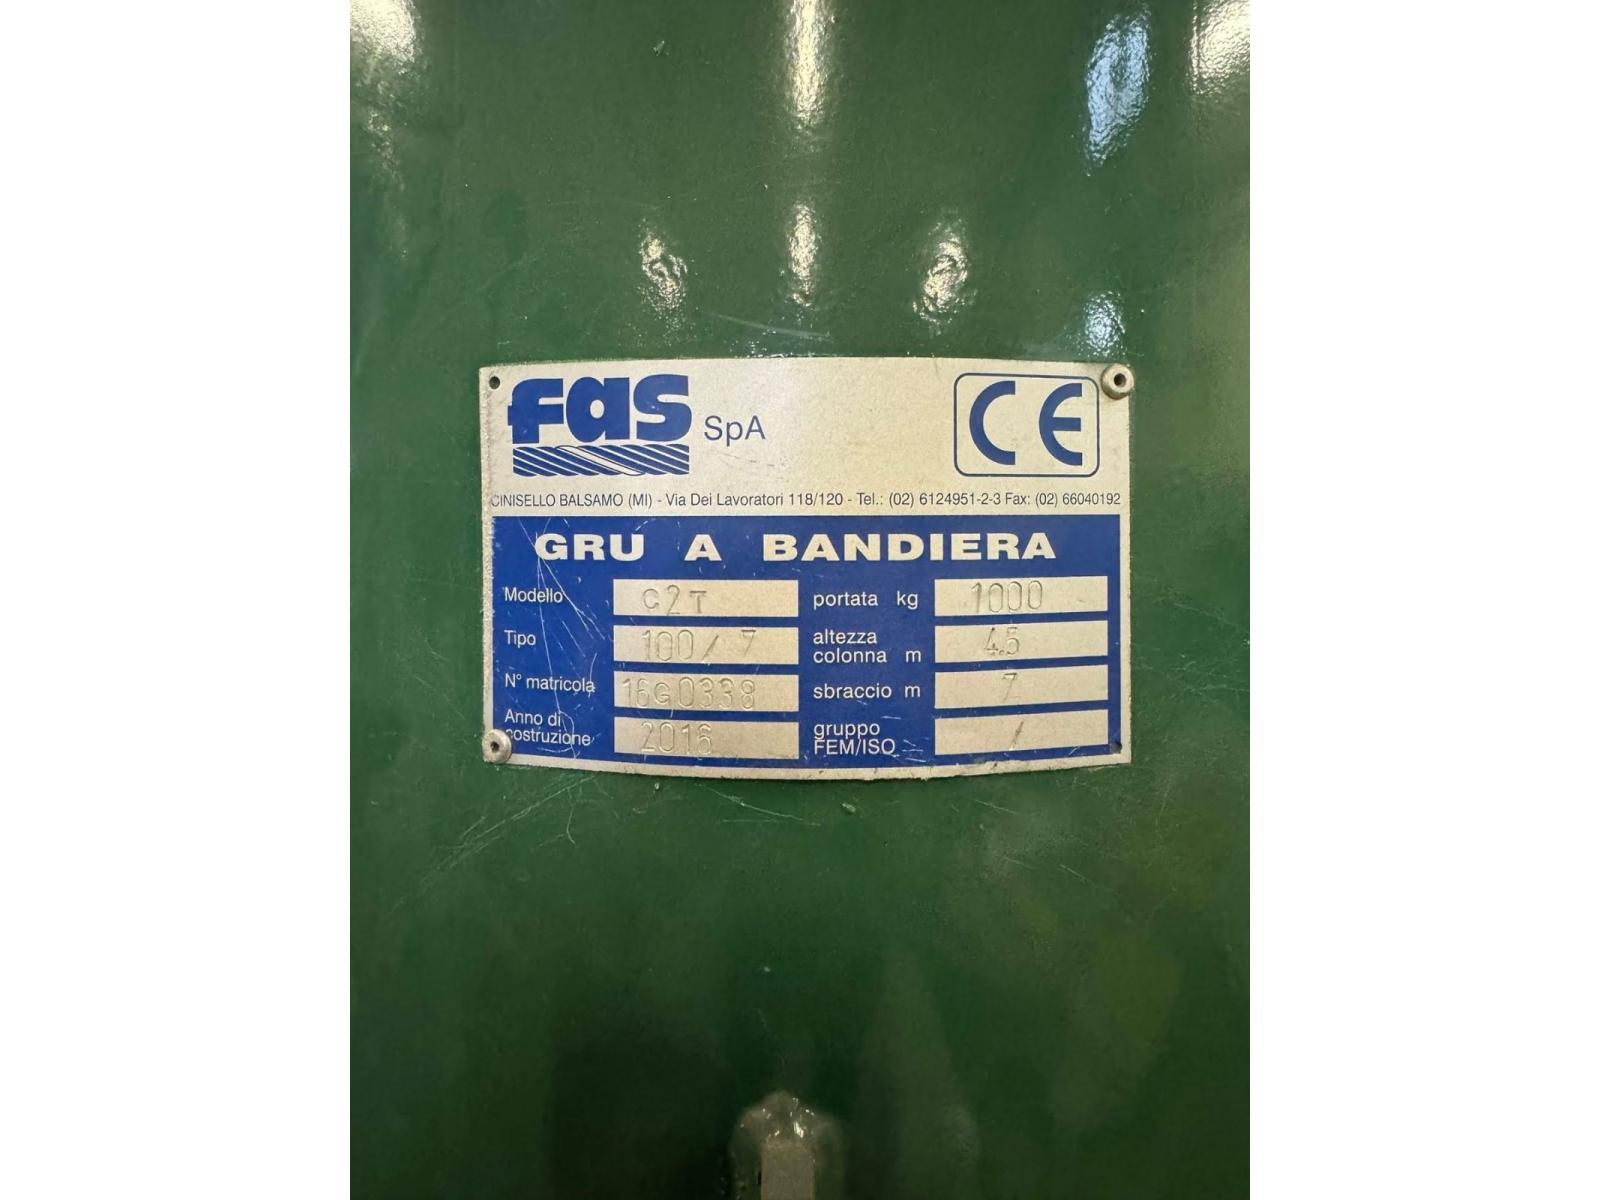 fas SpA
CE
CINISELLO BALSAMO (MI) - Via Dei Lavoratori 118/120 - Tel.: (02) 6124951-2-3 Fax: (02) 66040192
GRU A BANDIERA
Modello C2T portata kg 1000
Tipo 100/7 altezza colonna m 4.5
N° matricola 16G0338 sbraccio m 7
Anno di costruzione 2016 gruppo FEM/ISO /